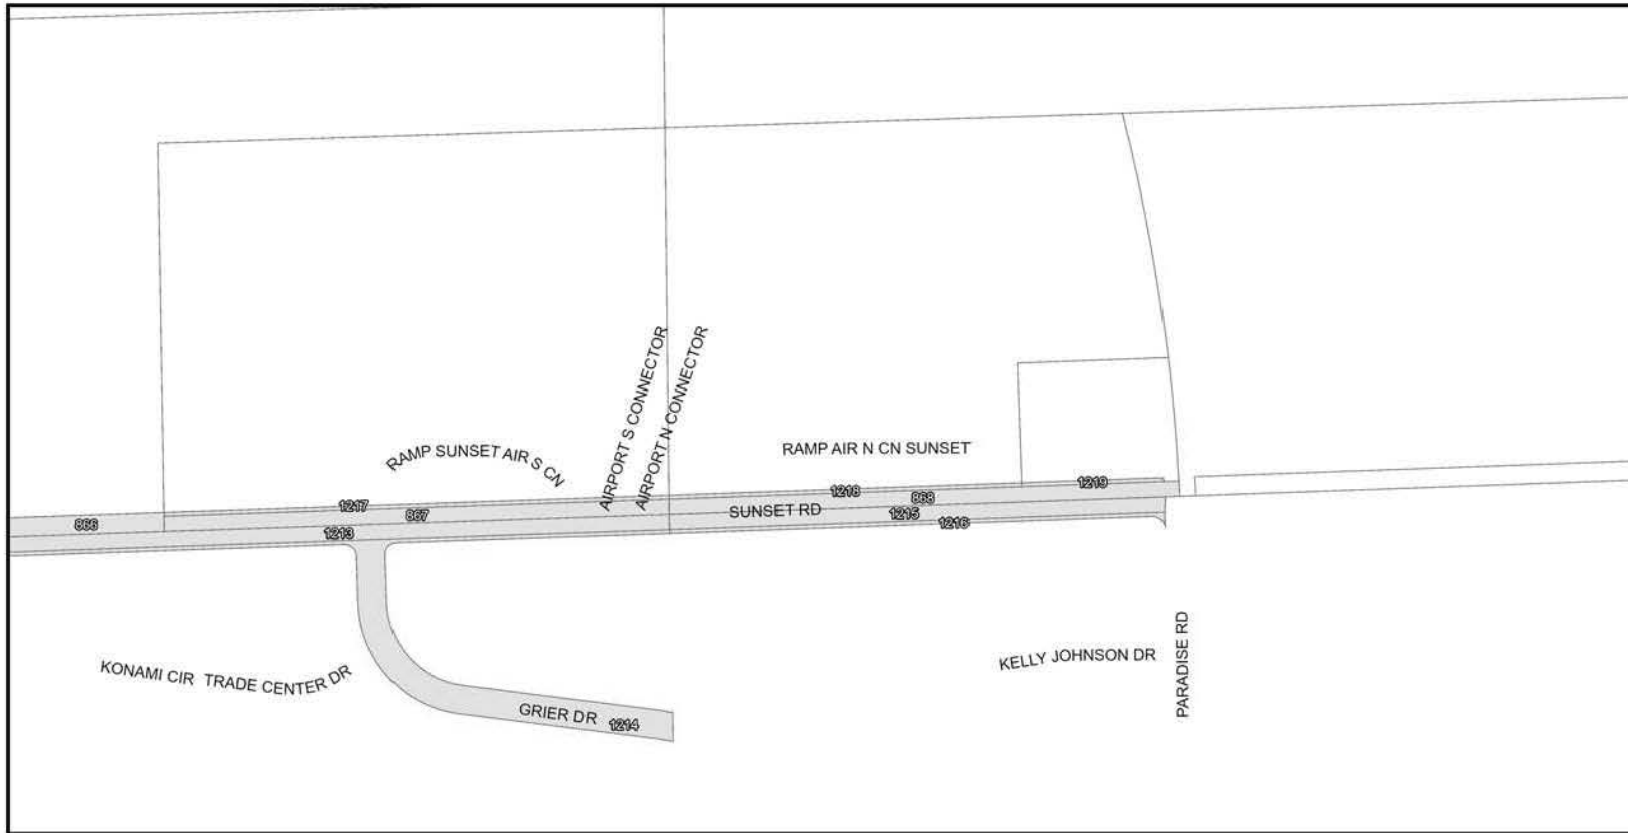 AIRPORT S CONNECTOR
AIRPORT N CONNECTOR
RAMP SUNSET AIR S CN
RAMP AIR N CN SUNSET
1219
1218
868
1217
867
SUNSET RD
1215
1216
866
1213
PARADISE RD
KELLY JOHNSON DR
KONAMI CIR TRADE CENTER DR
GRIER DR
1214